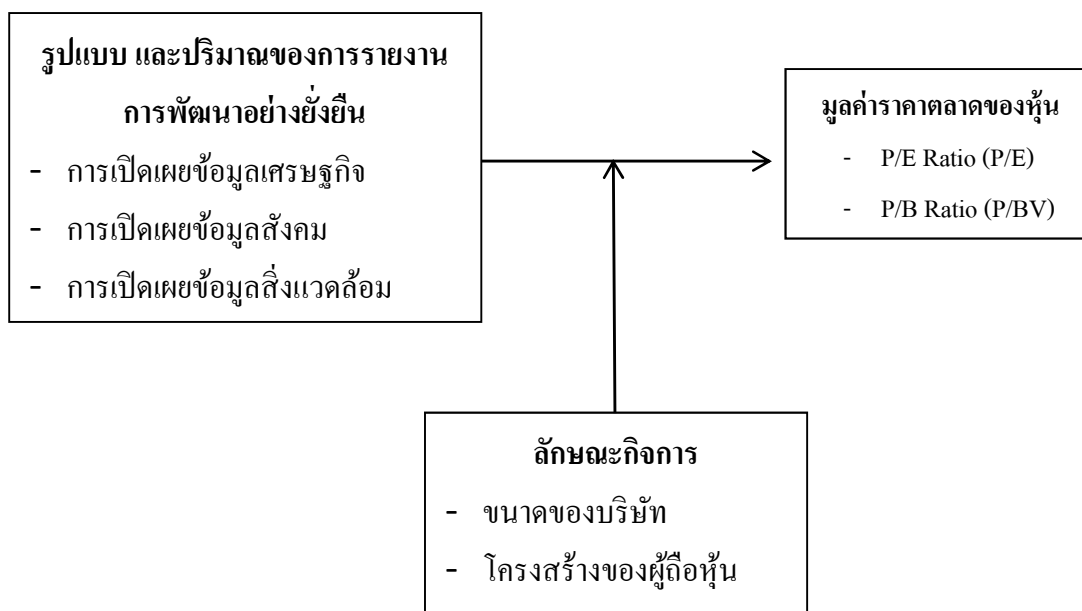 รูปแบบ และปริมาณของการรายงาน
การพัฒนาอย่างยั่งยืน
- การเปิดเผยข้อมูลเศรษฐกิจ
- การเปิดเผยข้อมูลสังคม
- การเปิดเผยข้อมูลสิ่งแวดล้อม
มูลค่าราคาตลาดของหุ้น
- P/E Ratio (P/E)
- P/B Ratio (P/BV)
ลักษณะกิจการ
- ขนาดของบริษัท
- โครงสร้างของผู้ถือหุ้น